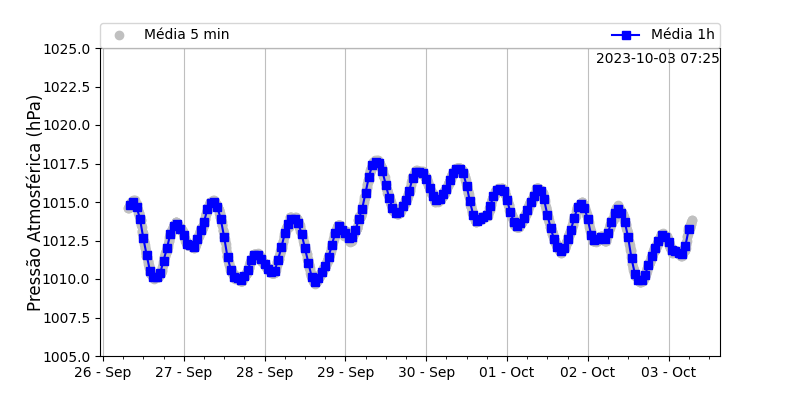 Média 5 min
Média 1h
2023-10-03 07:25
Pressão Atmosférica (hPa)
1025.0
1022.5
1020.0
1017.5
1015.0
1012.5
1010.0
1007.5
1005.0
26 - Sep
27 - Sep
28 - Sep
29 - Sep
30 - Sep
01 - Oct
02 - Oct
03 - Oct